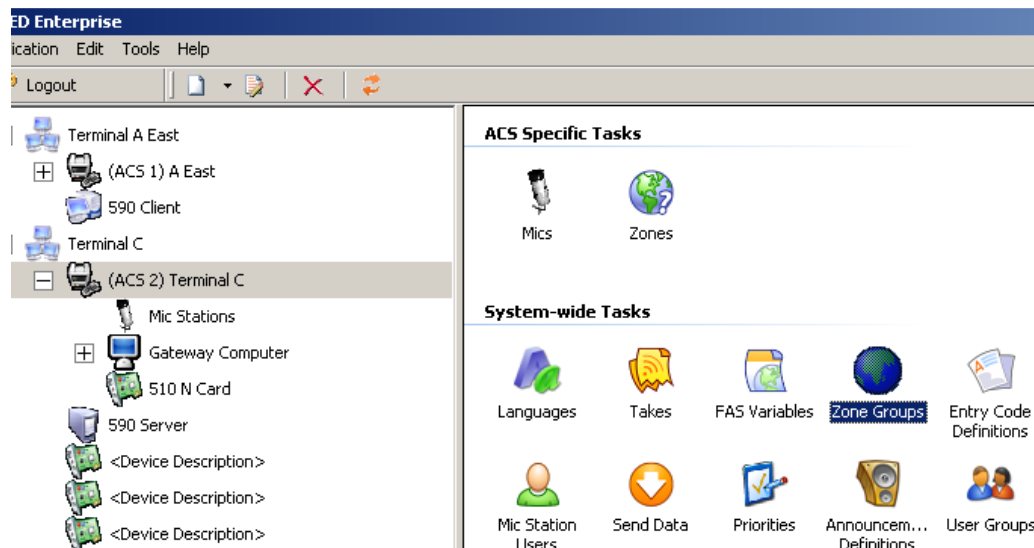 ED Enterprise
ication Edit Tools Help
Logout
Terminal A East
(ACS 1) A East
590 Client
Terminal C
(ACS 2) Terminal C
Mic Stations
Gateway Computer
510 N Card
590 Server
<Device Description>
<Device Description>
<Device Description>
ACS Specific Tasks
Mics Zones
System-wide Tasks
Languages Takes FAS Variables Zone Groups Entry Code
Definitions
Mic Station Send Data Priorities Announcem... User Groups
Users Definitions